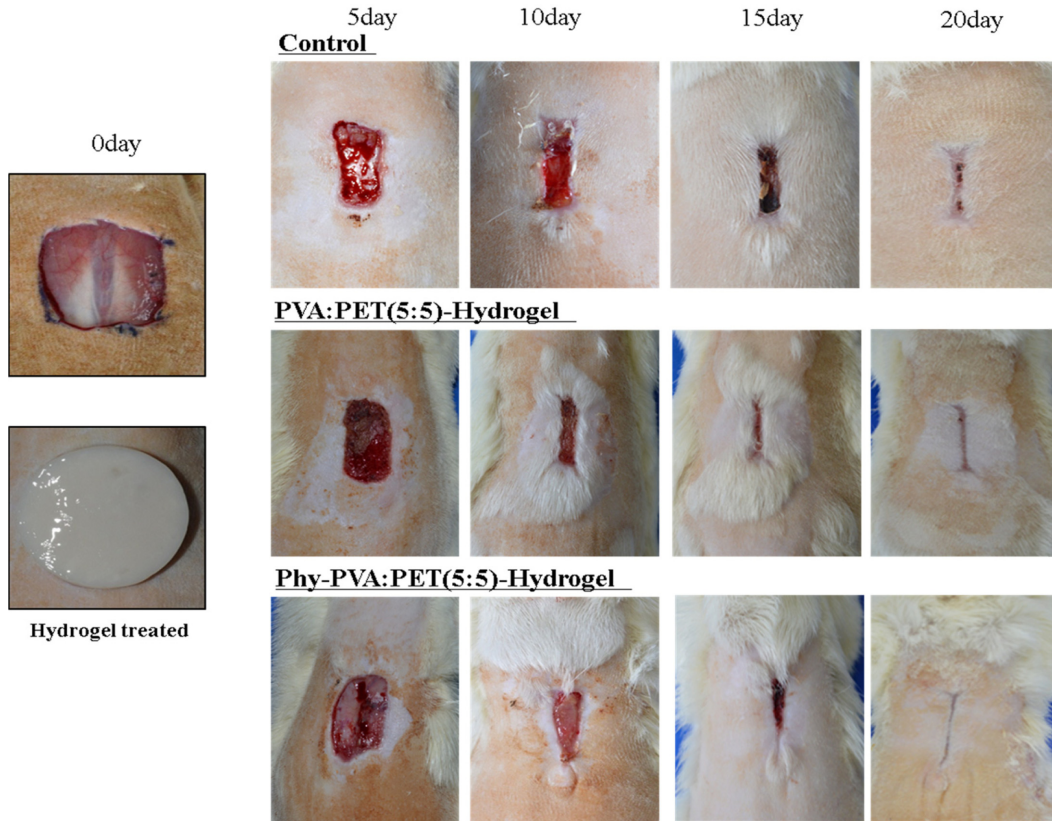 5day 10day 15day 20day
Control
0day
PVA:PET(5:5)-Hydrogel
Phy-PVA:PET(5:5)-Hydrogel
Hydrogel treated